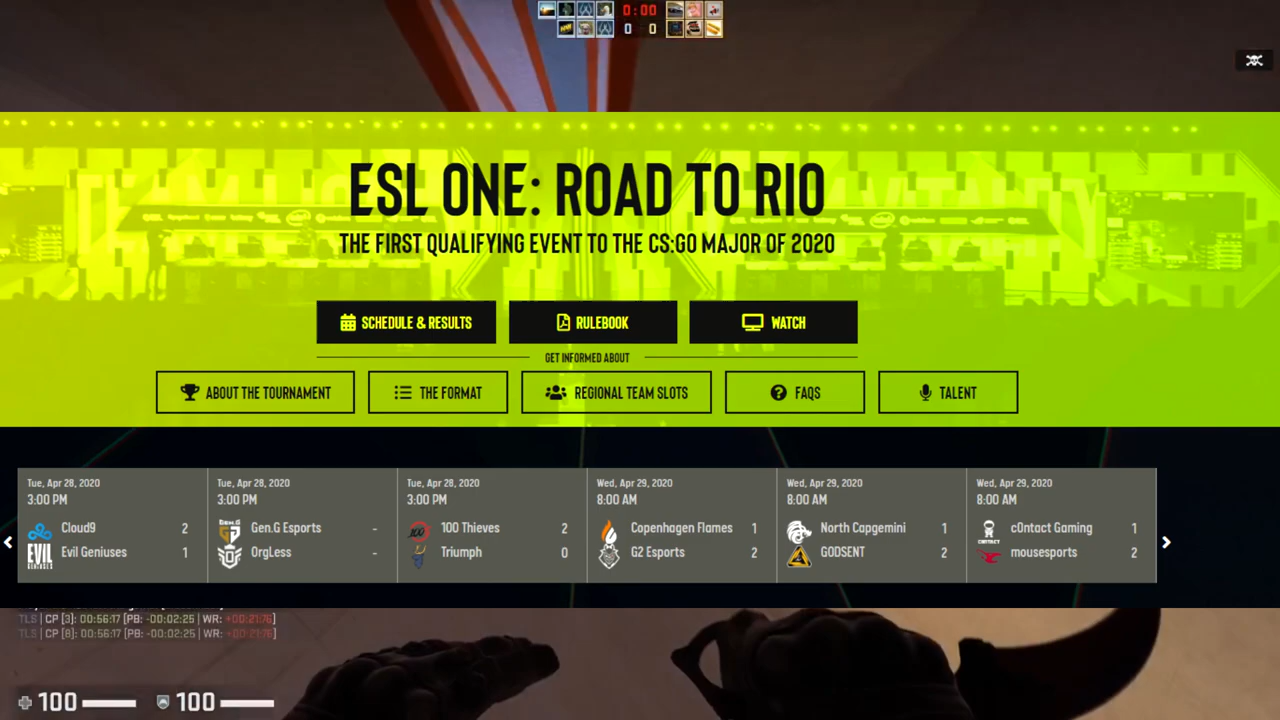 0:00
0 0
ESL ONE: ROAD TO RIO
THE FIRST QUALIFYING EVENT TO THE CS:GO MAJOR OF 2020
SCHEDULE & RESULTS
RULEBOOK
WATCH
GET INFORMED ABOUT
ABOUT THE TOURNAMENT
THE FORMAT
REGIONAL TEAM SLOTS
FAQS
TALENT
Tue, Apr 28, 2020
3:00 PM
Cloud9 2
EVIL GENIUSES
Evil Geniuses 1
Tue, Apr 28, 2020
3:00 PM
GEN.G
Gen.G Esports -
OrgLess -
Tue, Apr 28, 2020
3:00 PM
100
100 Thieves 2
Triumph 0
Wed, Apr 29, 2020
8:00 AM
Copenhagen Flames 1
G2 Esports 2
Wed, Apr 29, 2020
8:00 AM
North Capgemini 1
GODSENT 2
Wed, Apr 29, 2020
8:00 AM
CONTACT
c0ntact Gaming 1
mousesports 2
TLS | CP [3]: 00:56:17 [PB: -00:02:25 | WR: +00:21:76]
TLS | CP [8]: 00:56:17 [PB: -00:02:25 | WR: +00:21:76]
100
100